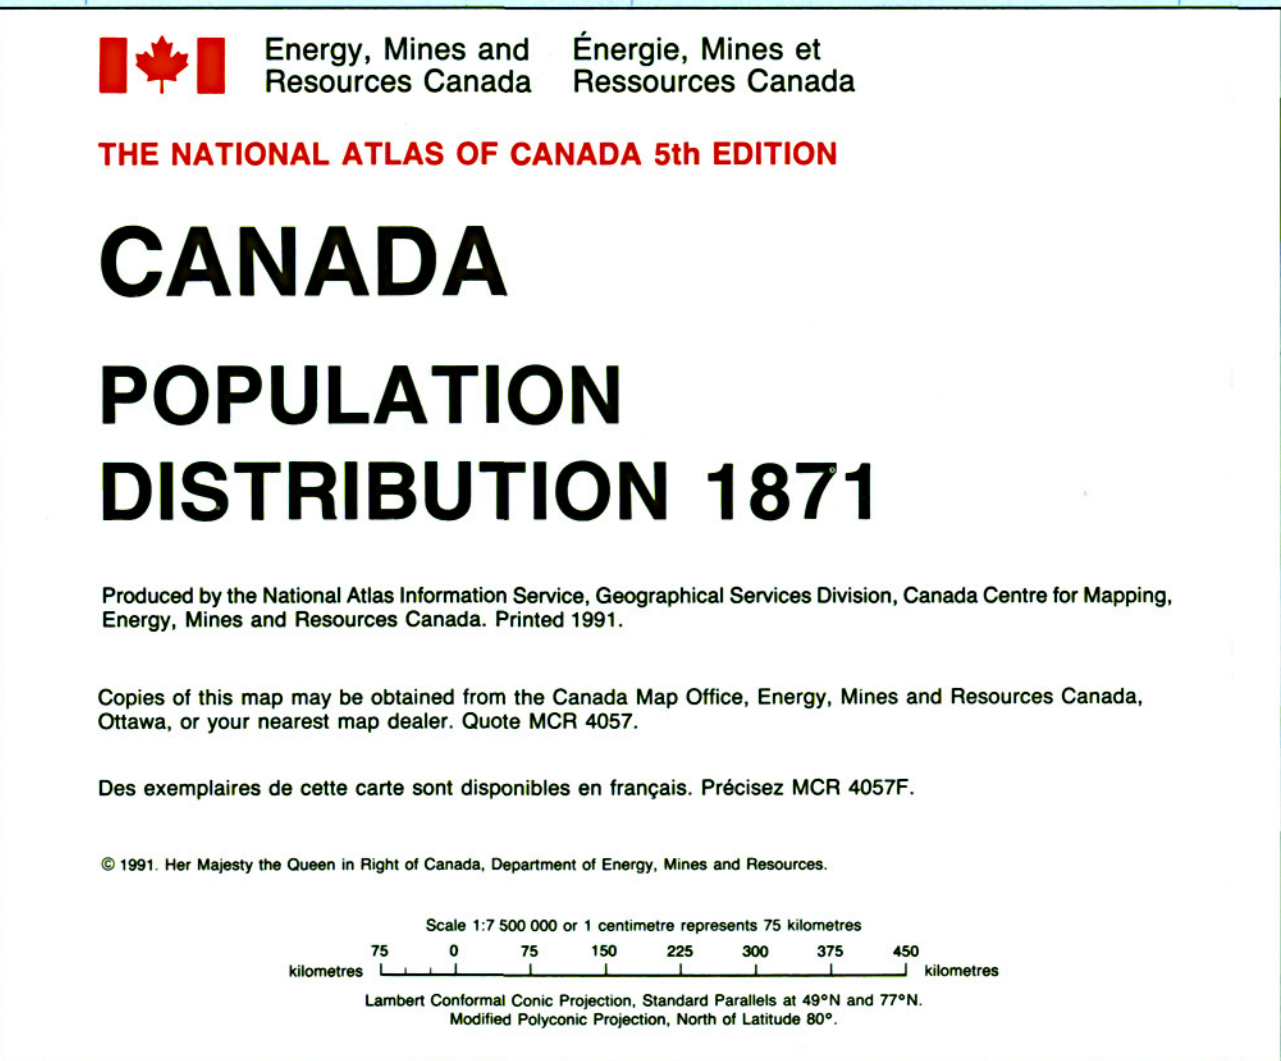 Energy, Mines and
Resources Canada
Énergie, Mines et
Ressources Canada
THE NATIONAL ATLAS OF CANADA 5th EDITION
CANADA
POPULATION
DISTRIBUTION 1871
Produced by the National Atlas Information Service, Geographical Services Division, Canada Centre for Mapping,
Energy, Mines and Resources Canada. Printed 1991.
Copies of this map may be obtained from the Canada Map Office, Energy, Mines and Resources Canada,
Ottawa, or your nearest map dealer. Quote MCR 4057.
Des exemplaires de cette carte sont disponibles en français. Précisez MCR 4057F.
© 1991. Her Majesty the Queen in Right of Canada, Department of Energy, Mines and Resources.
Scale 1:7 500 000 or 1 centimetre represents 75 kilometres
75 0 75 150 225 300 375 450
kilometres kilometres
Lambert Conformal Conic Projection, Standard Parallels at 49°N and 77°N.
Modified Polyconic Projection, North of Latitude 80°.